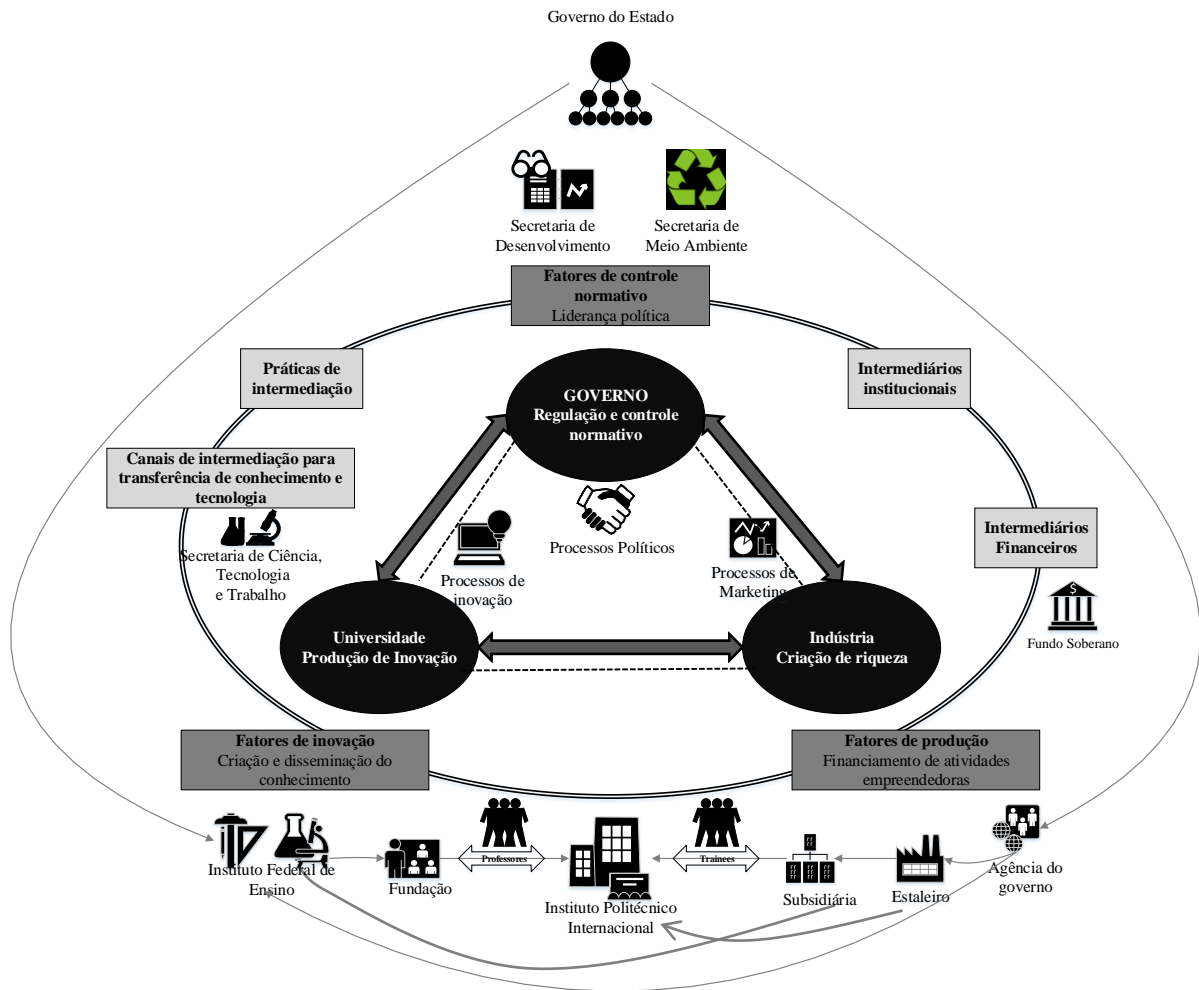 Governo do Estado
Secretaria de
Desenvolvimento
Secretaria de
Meio Ambiente
Fatores de controle
normativo
Liderança política
Práticas de
intermediação
Intermediários
institucionais
GOVERNO
Regulação e controle
normativo
Canais de intermediação para
transferência de conhecimento e
tecnologia
Secretaria de Ciência,
Tecnologia
e Trabalho
Processos de
inovação
Processos Políticos
Processos de
Marketing
Intermediários
Financeiros
$
Fundo Soberano
Universidade
Produção de Inovação
Indústria
Criação de riqueza
Fatores de inovação
Criação e disseminação do
conhecimento
Fatores de produção
Financiamento de atividades
empreendedoras
Instituto Federal de
Ensino
Fundação
Professores
Instituto Politécnico
Internacional
Trainees
Subsidiária
Estaleiro
Agência do
governo